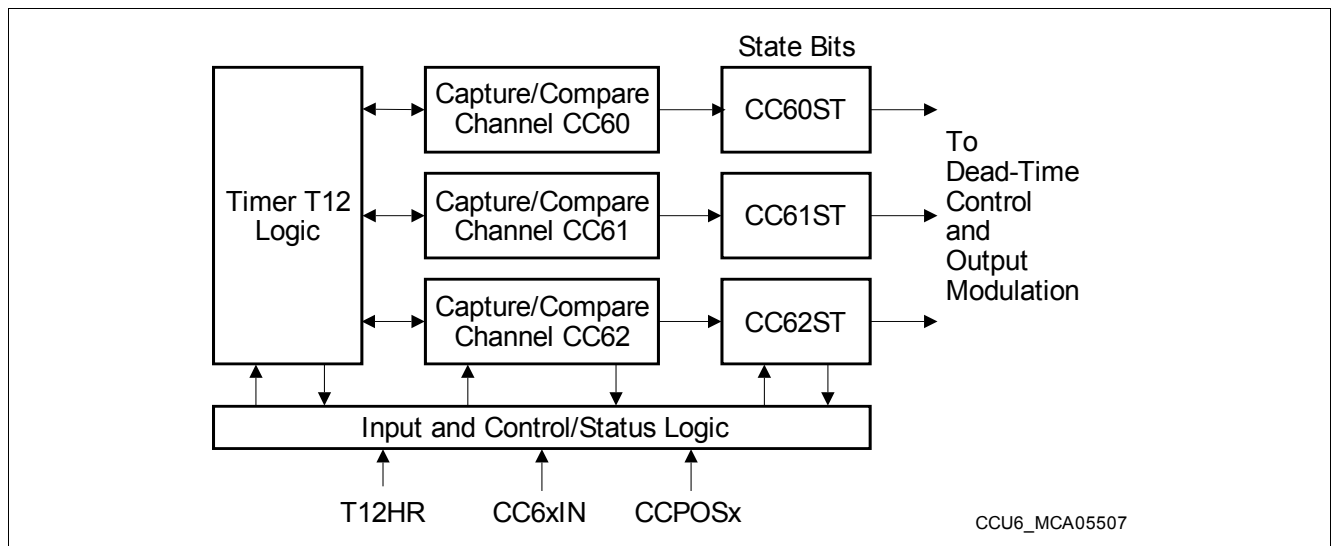 State Bits
Timer T12
Logic
Capture/Compare
Channel CC60
CC60ST
Capture/Compare
Channel CC61
CC61ST
Capture/Compare
Channel CC62
CC62ST
To
Dead-Time
Control
and
Output
Modulation
Input and Control/Status Logic
T12HR
CC6xIN
CCPOSx
CCU6_MCA05507